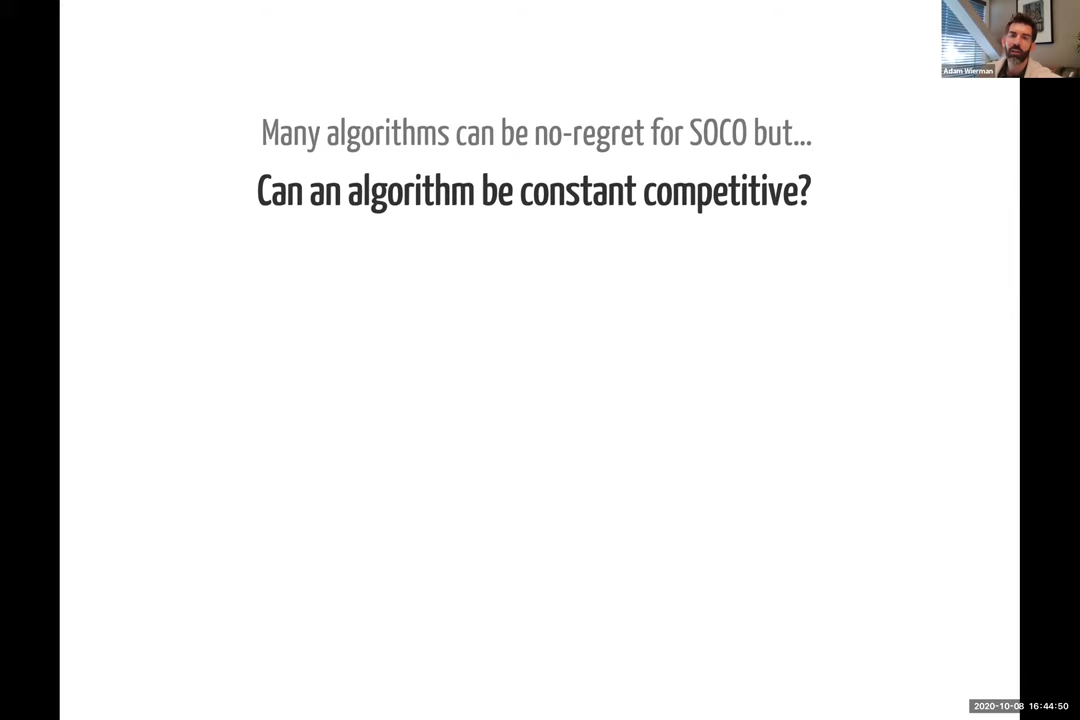 Adam Wierman
Many algorithms can be no-regret for SOCO but...
Can an algorithm be constant competitive?
2020-10-08 16:44:50